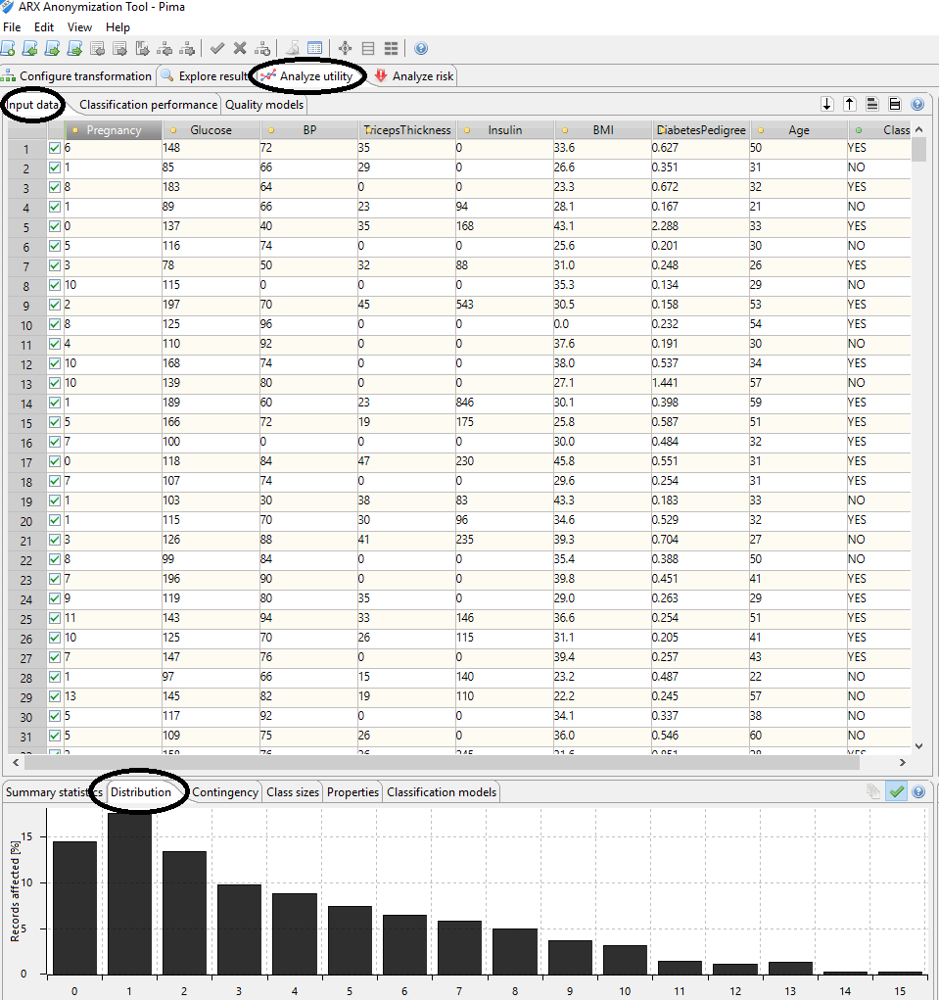 ARX Anonymization Tool - Pima
File Edit View Help
Configure transformation Explore result Analyze utility Analyze risk
Input data Classification performance Quality models
Pregnancy Glucose BP TricepsThickness Insulin BMI DiabetesPedigree Age Class
1 6 148 72 35 0 33.6 0.627 50 YES
2 1 85 66 29 0 26.6 0.351 31 NO
3 8 183 64 0 0 23.3 0.672 32 YES
4 1 89 66 23 94 28.1 0.167 21 NO
5 0 137 40 35 168 43.1 2.288 33 YES
6 5 116 74 0 0 25.6 0.201 30 NO
7 3 78 50 32 88 31.0 0.248 26 YES
8 10 115 0 0 0 35.3 0.134 29 NO
9 2 197 70 45 543 30.5 0.158 53 YES
10 8 125 96 0 0 0.0 0.232 54 YES
11 4 110 92 0 0 37.6 0.191 30 NO
12 10 168 74 0 0 38.0 0.537 34 YES
13 10 139 80 0 0 27.1 1.441 57 NO
14 1 189 60 23 846 30.1 0.398 59 YES
15 5 166 72 19 175 25.8 0.587 51 YES
16 7 100 0 0 0 30.0 0.484 32 YES
17 0 118 84 47 230 45.8 0.551 31 YES
18 7 107 74 0 0 29.6 0.254 31 YES
19 1 103 30 38 83 43.3 0.183 33 NO
20 1 115 70 30 96 34.6 0.529 32 YES
21 3 126 88 41 235 39.3 0.704 27 NO
22 8 99 84 0 0 35.4 0.388 50 NO
23 7 196 90 0 0 39.8 0.451 41 YES
24 9 119 80 35 0 29.0 0.263 29 YES
25 11 143 94 33 146 36.6 0.254 51 YES
26 10 125 70 26 115 31.1 0.205 41 YES
27 7 147 76 0 0 39.4 0.257 43 YES
28 1 97 66 15 140 23.2 0.487 22 NO
29 13 145 82 19 110 22.2 0.245 57 NO
30 5 117 92 0 0 34.1 0.337 38 NO
31 5 109 75 26 0 36.0 0.546 60 NO
Summary statistics Distribution Contingency Class sizes Properties Classification models
Records affected [%]
15
10
5
0
0 1 2 3 4 5 6 7 8 9 10 11 12 13 14 15